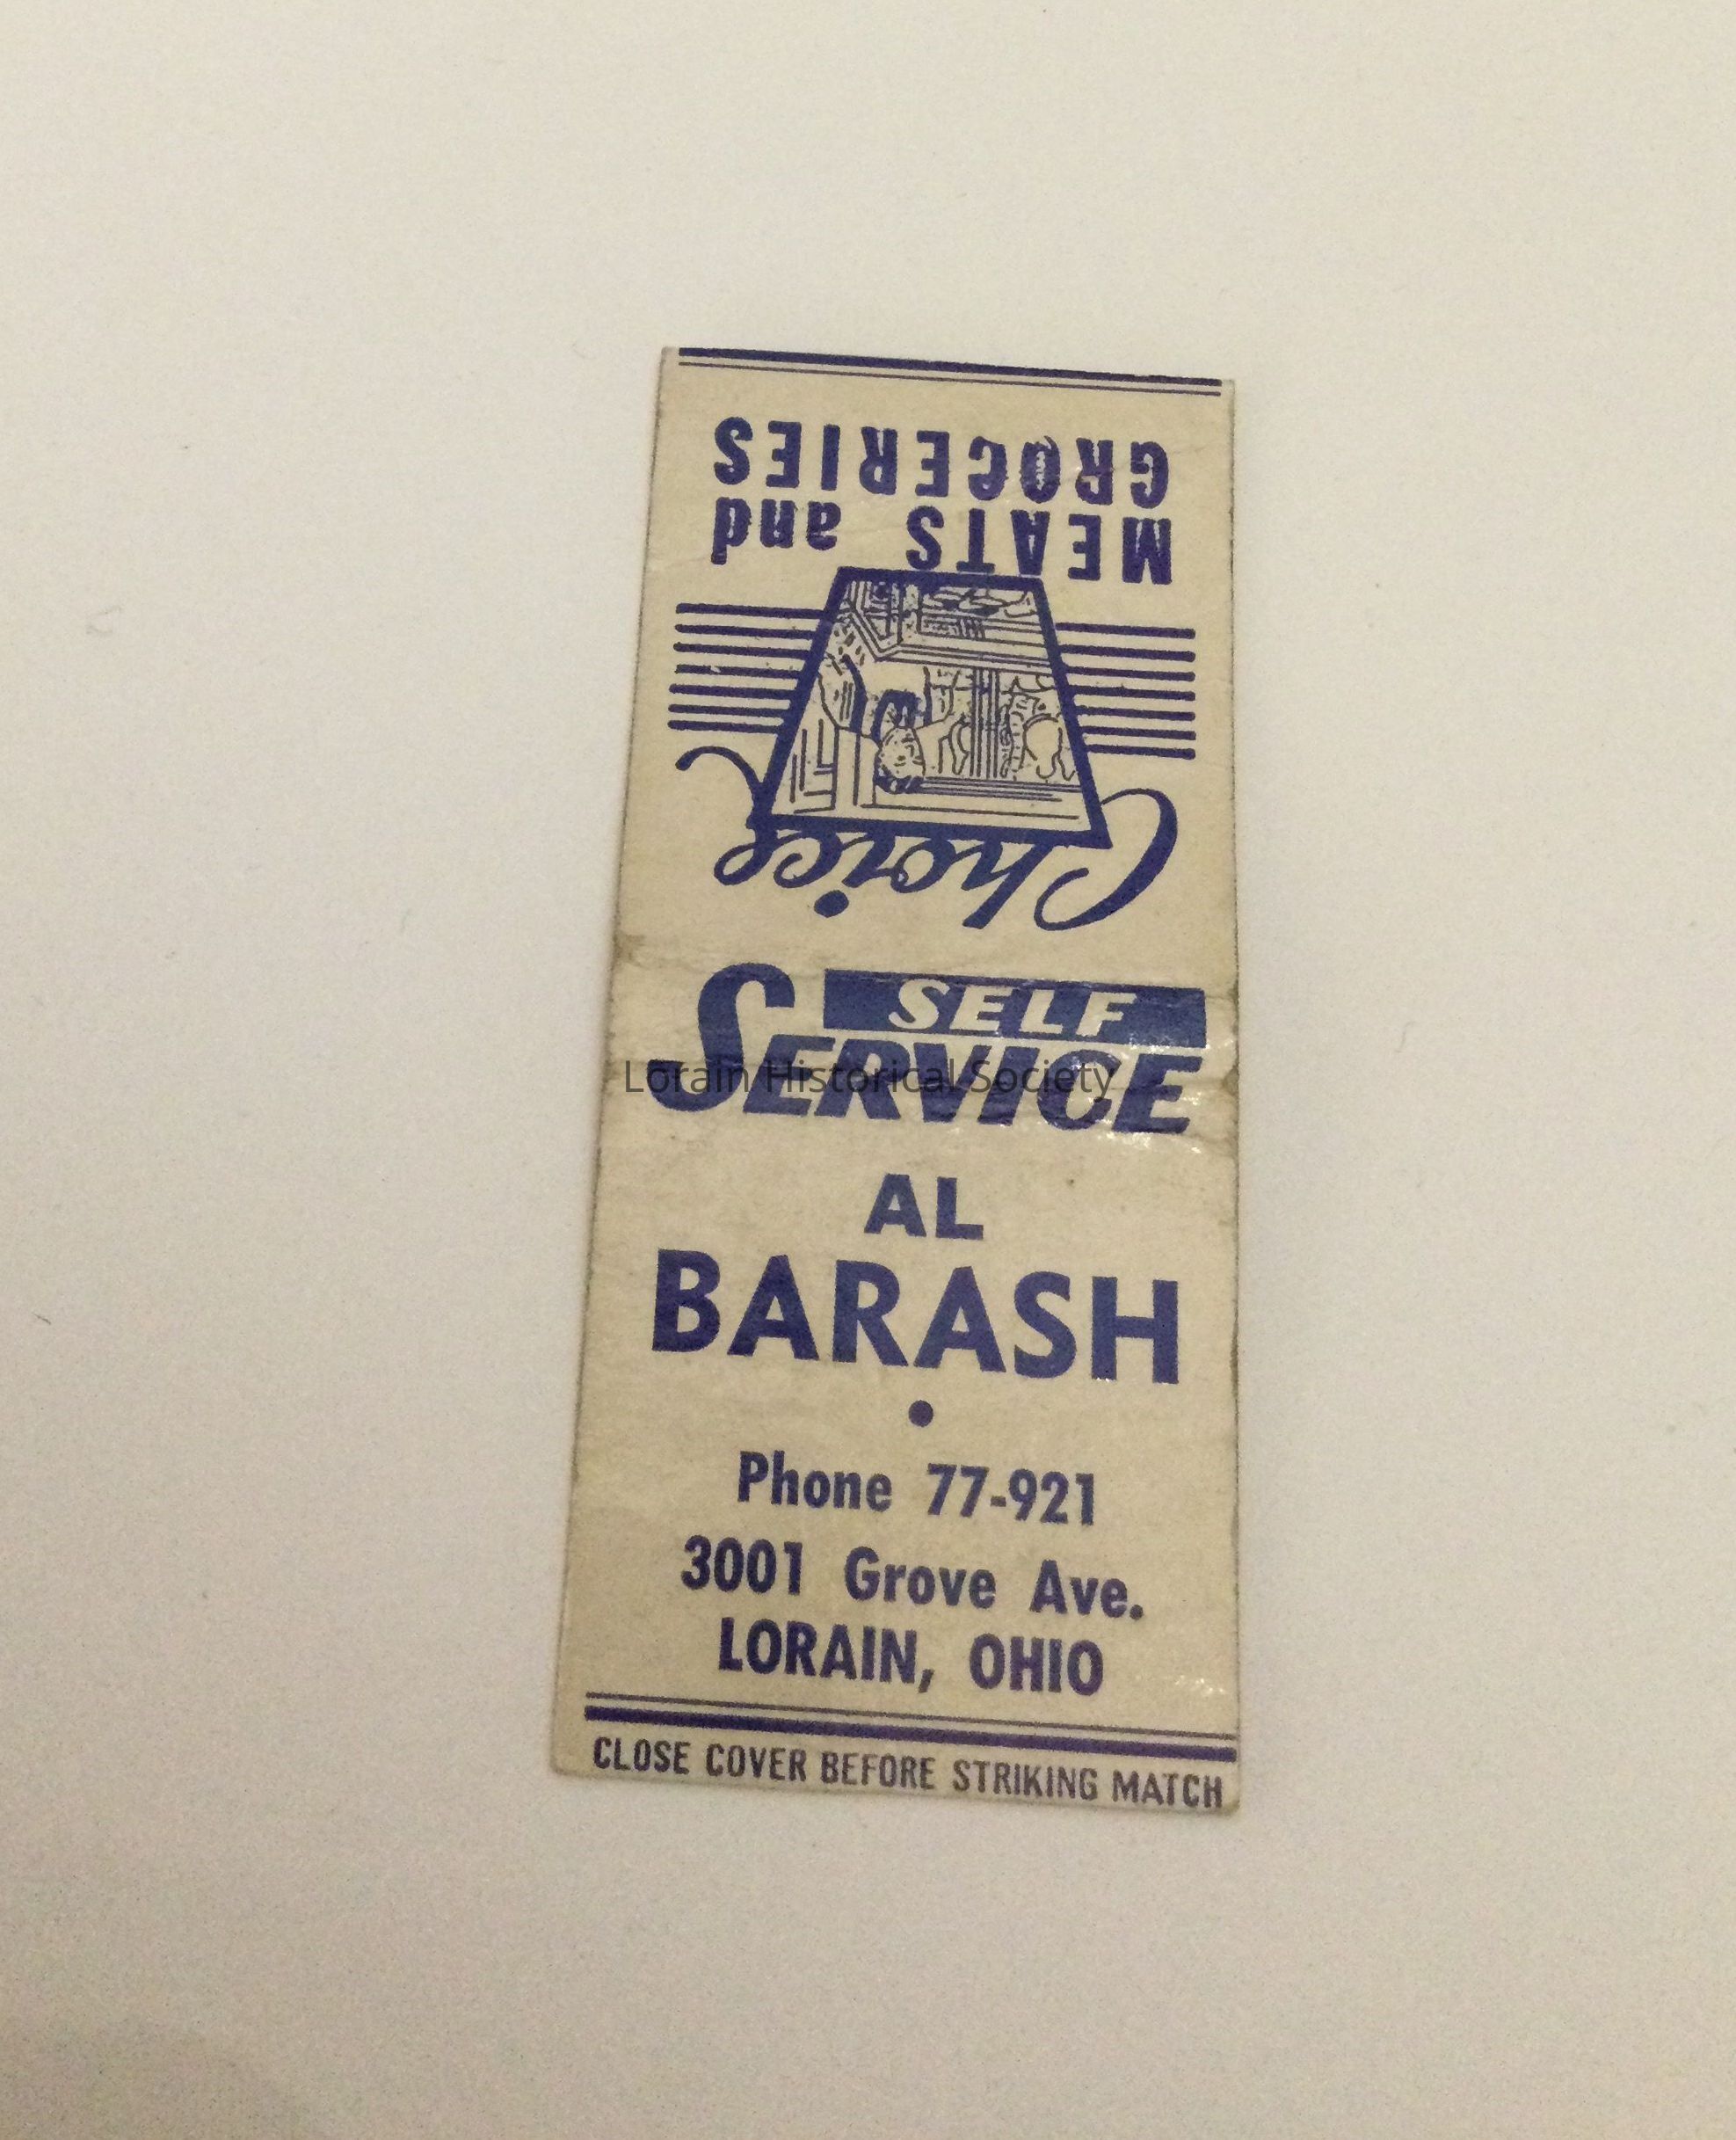 Choice
MEATS and
GROCERIES
SELF
SERVICE
Lorain Historical Society
AL
BARASH
•
Phone 77-921
3001 Grove Ave.
LORAIN, OHIO
CLOSE COVER BEFORE STRIKING MATCH